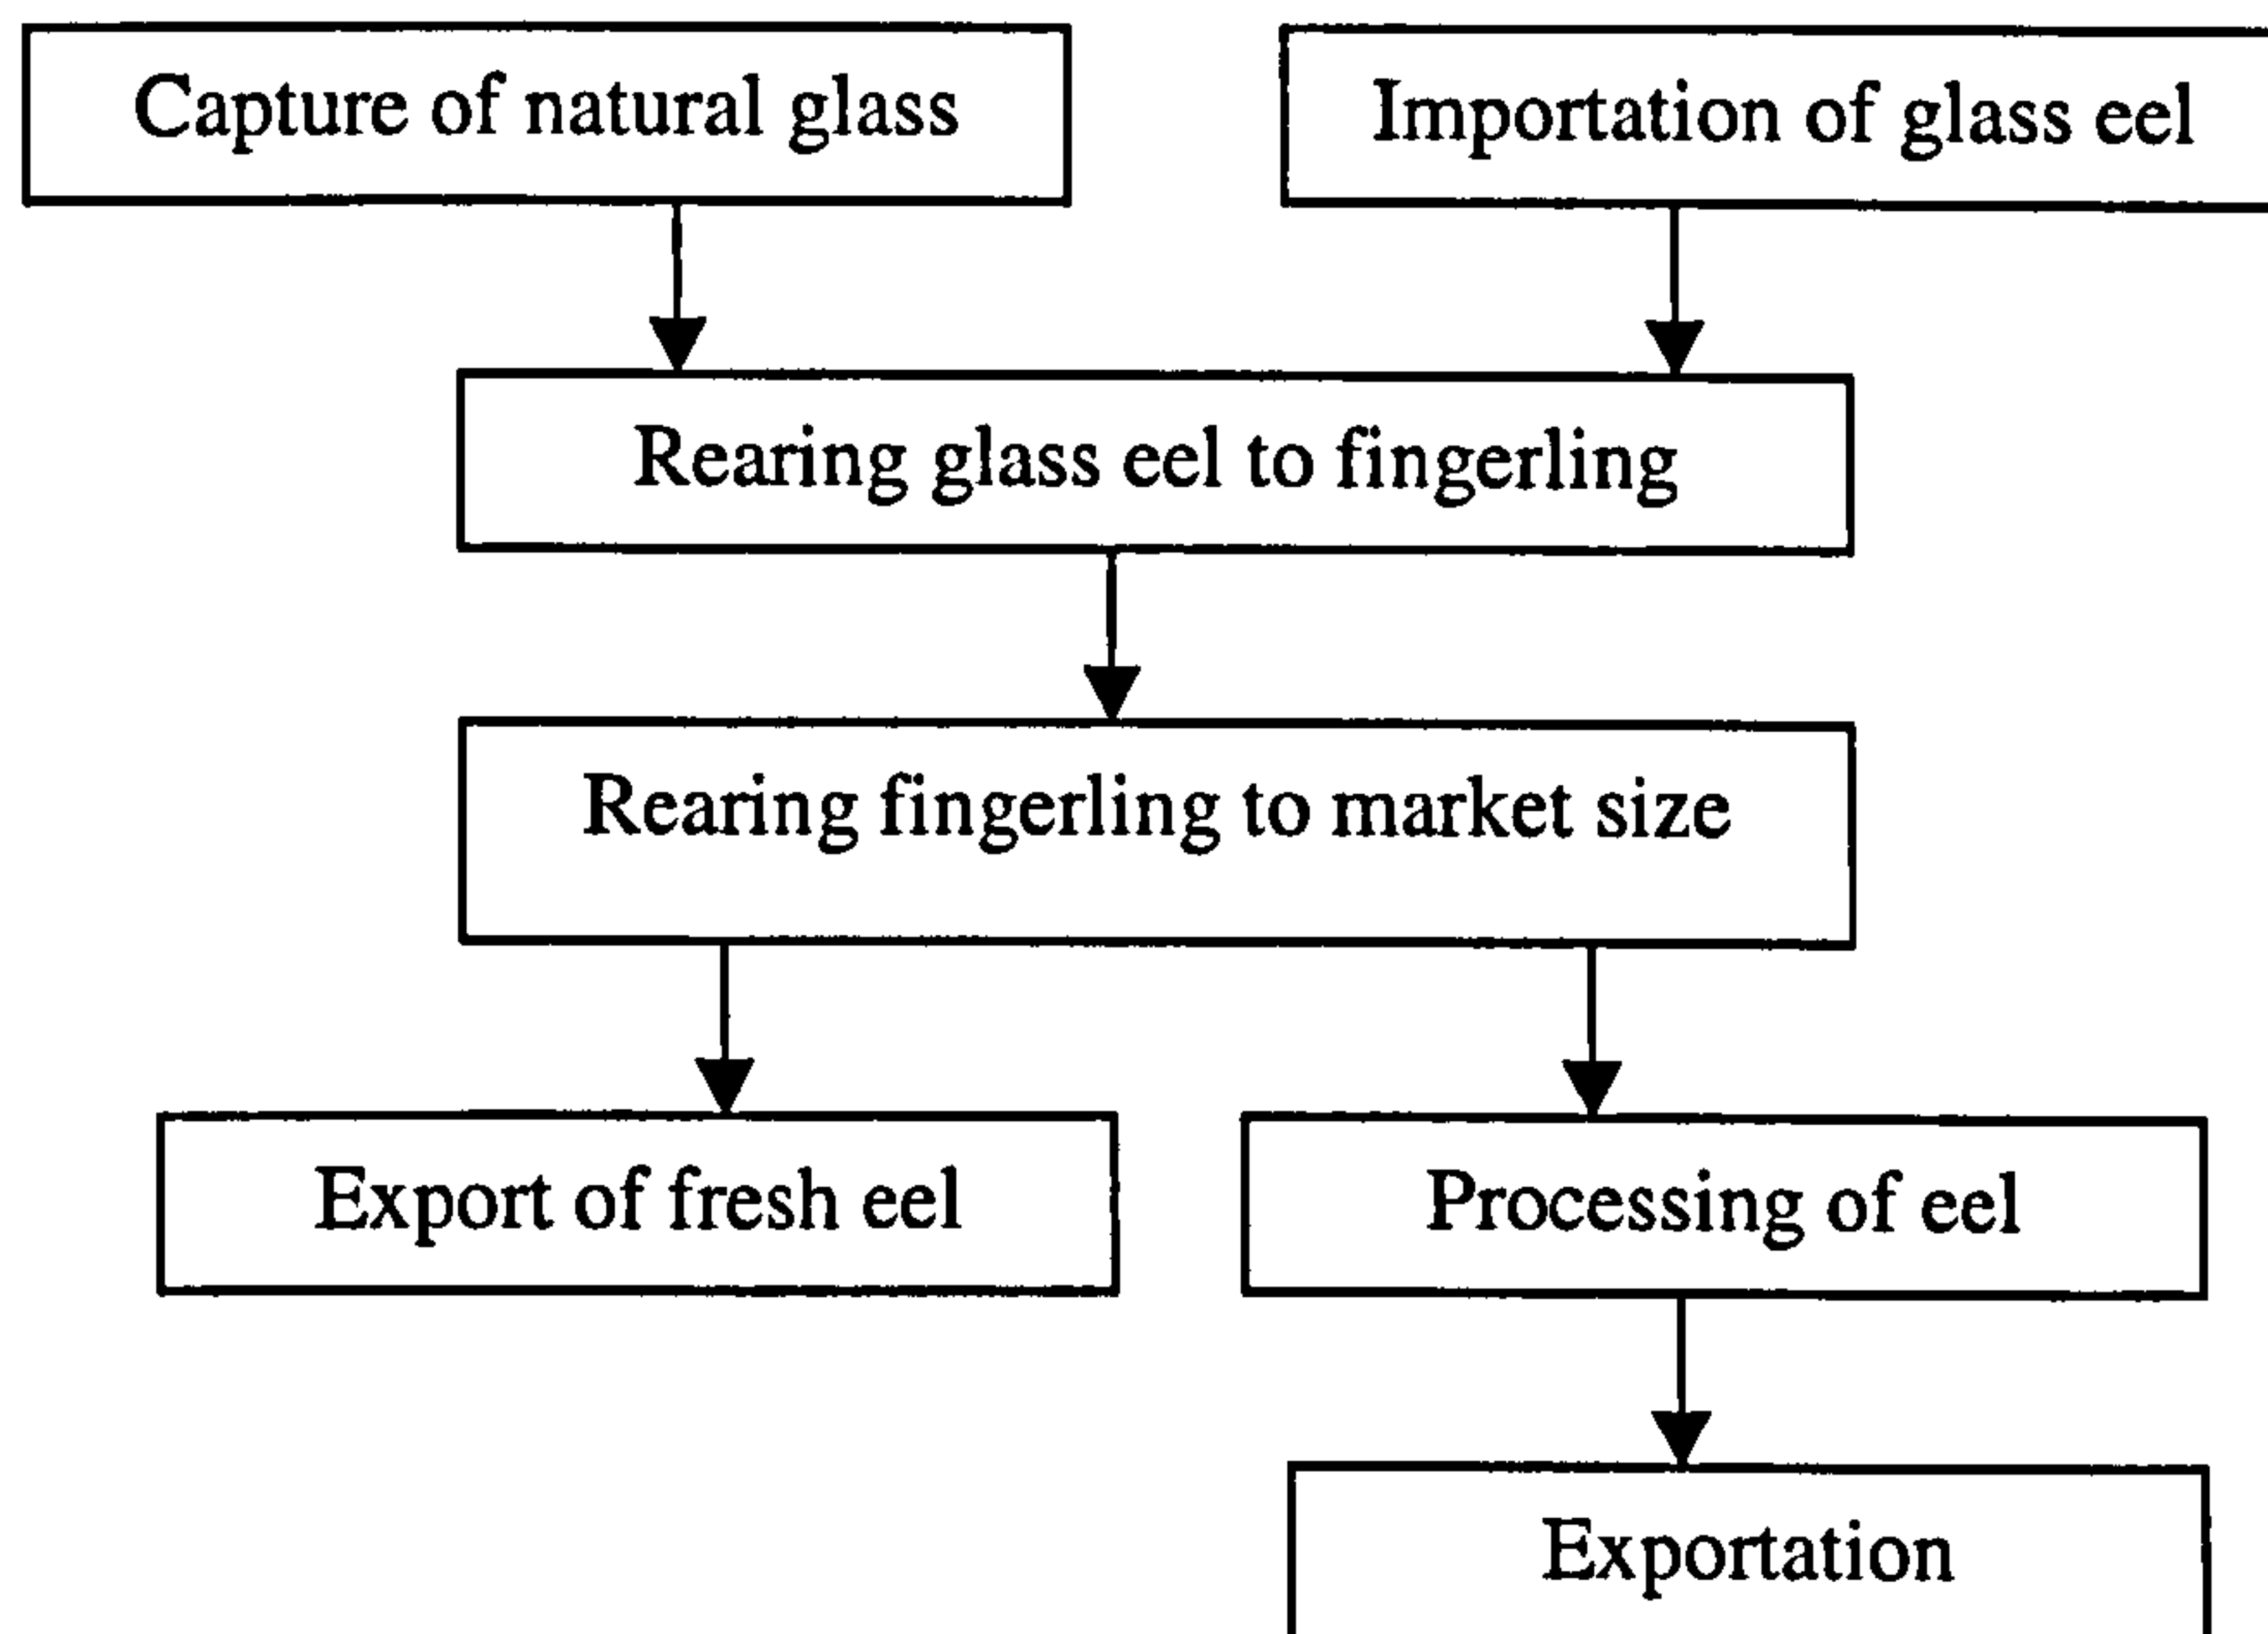 Capture of natural glass
Importation of glass eel
Rearing glass eel to fingerling
Rearing fingerling to market size
Export of fresh eel
Processing of eel
Exportation